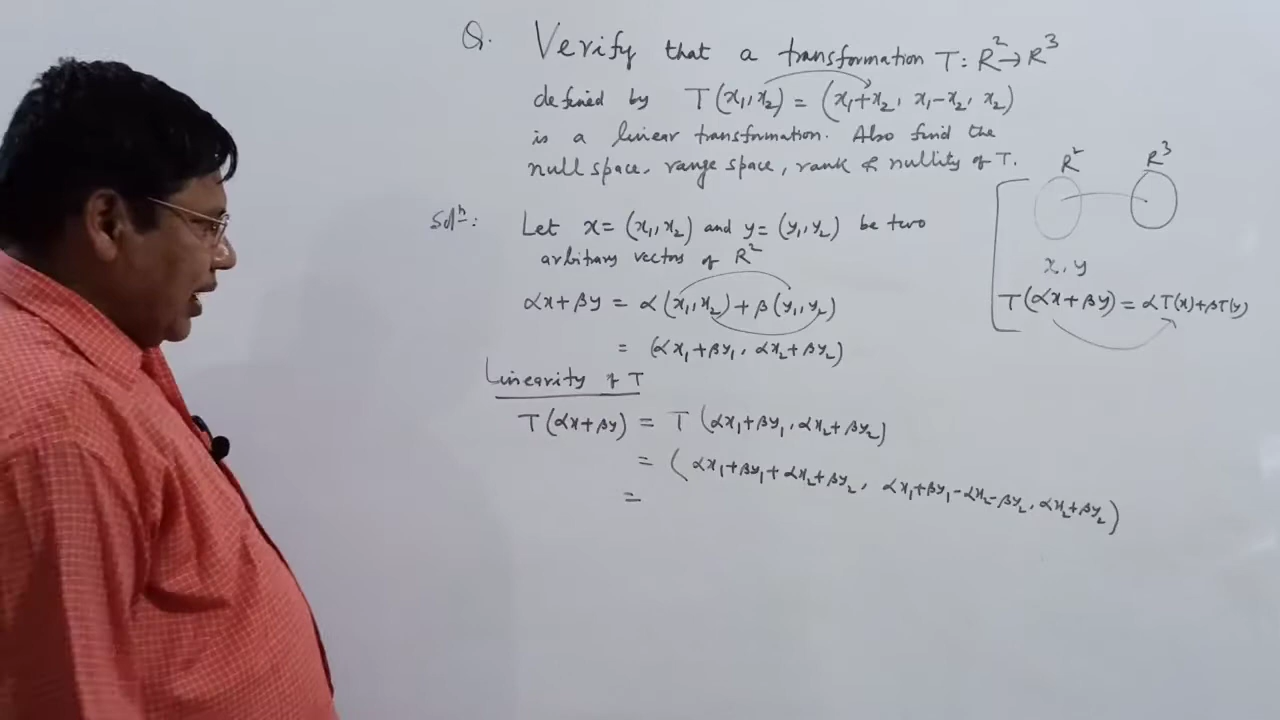 Q. Verify that a transformation T: R² → R³
defined by T(x₁, x₂) = (x₁+x₂, x₁-x₂, x₂)
is a linear transformation. Also find the
null space, range space, rank & nullity of T.
R² R³
Solⁿ: Let x = (x₁, x₂) and y = (y₁, y₂) be two
arbitrary vectors of R²
x, y
αx + βy = α(x₁, x₂) + β(y₁, y₂)
T(αx + βy) = αT(x) + βT(y)
= (αx₁ + βy₁, αx₂ + βy₂)
Linearity of T
T(αx + βy) = T(αx₁ + βy₁, αx₂ + βy₂)
= (αx₁ + βy₁ + αx₂ + βy₂, αx₁ + βy₁ - αx₂ - βy₂, αx₂ + βy₂)
=